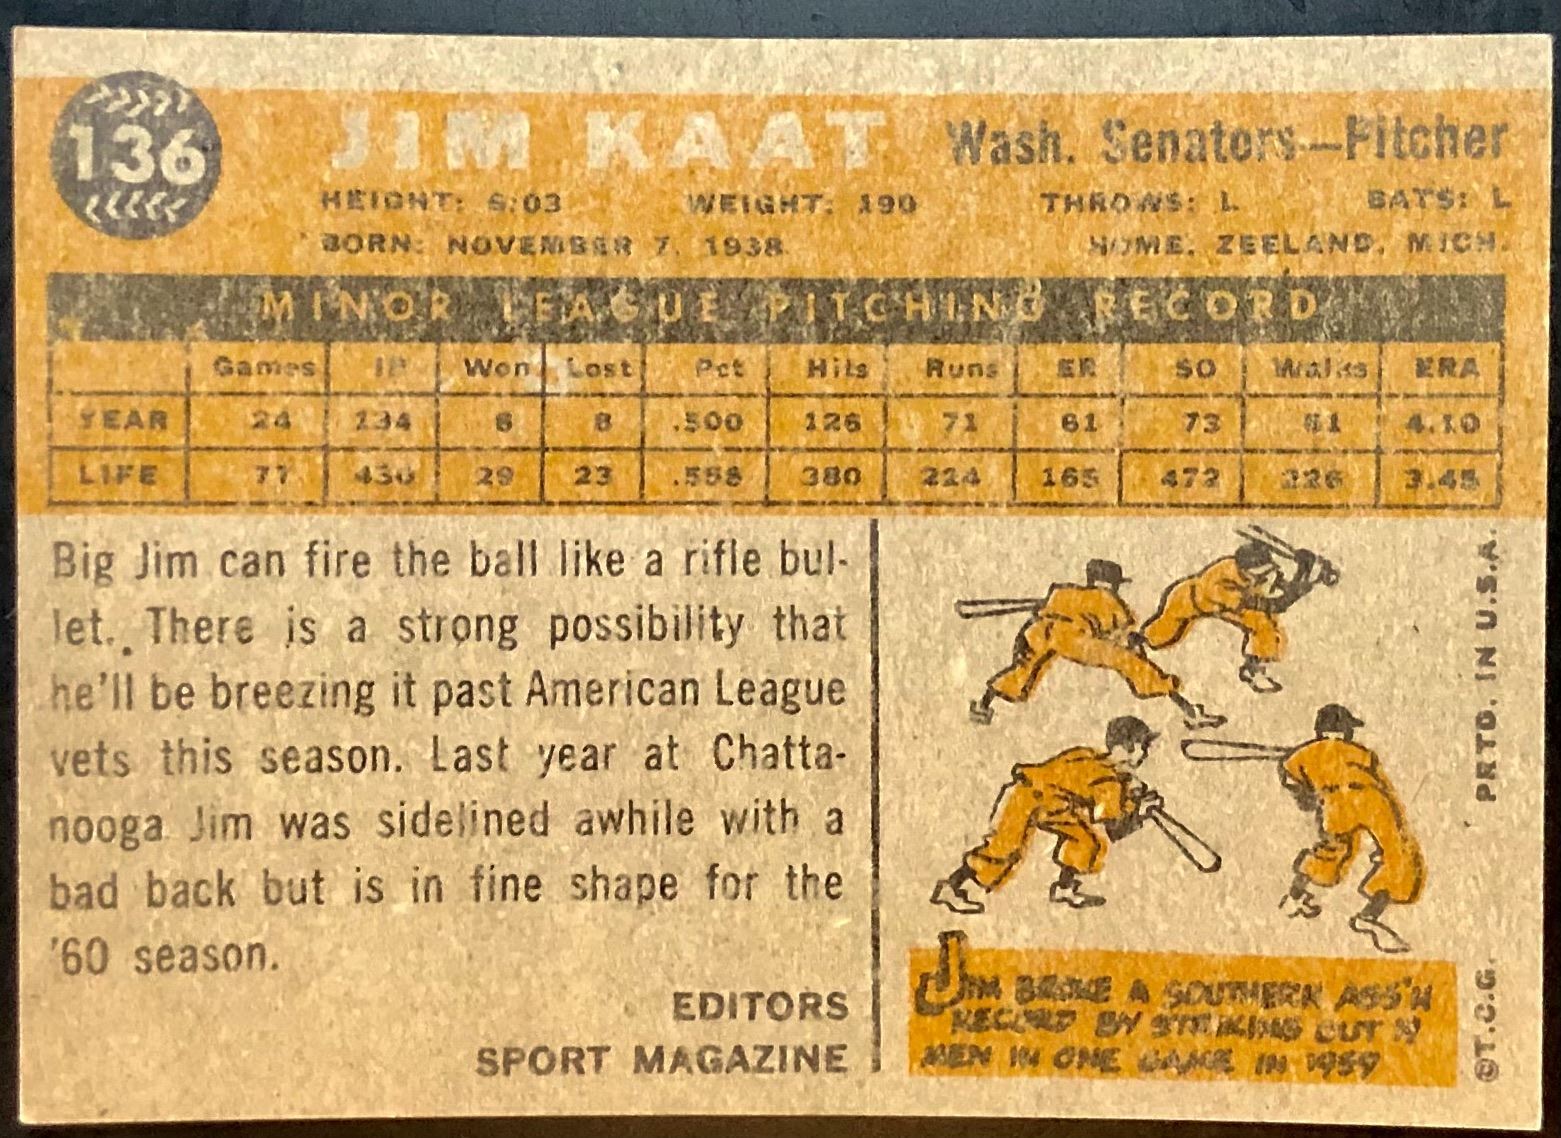 136
JIM KAAT
Wash. Senators—Pitcher
HEIGHT: 6:03 WEIGHT: 190 THROWS: L BATS: L
BORN: NOVEMBER 7, 1938 HOME: ZEELAND, MICH.
MINOR LEAGUE PITCHING RECORD
Games IP Won Lost Pct Hits Runs ER SO Walks ERA
YEAR 24 134 8 8 .500 126 71 61 73 61 4.10
LIFE 77 430 29 23 .558 380 224 165 472 226 3.45
Big Jim can fire the ball like a rifle bul-
let. There is a strong possibility that
he'll be breezing it past American League
vets this season. Last year at Chatta-
nooga Jim was sidelined awhile with a
bad back but is in fine shape for the
'60 season.
EDITORS
SPORT MAGAZINE
JIM BROKE A SOUTHERN ASS'N
RECORD BY STRIKING OUT
MEN IN ONE GAME IN 1959
©T.C.G. PRTD. IN U.S.A.